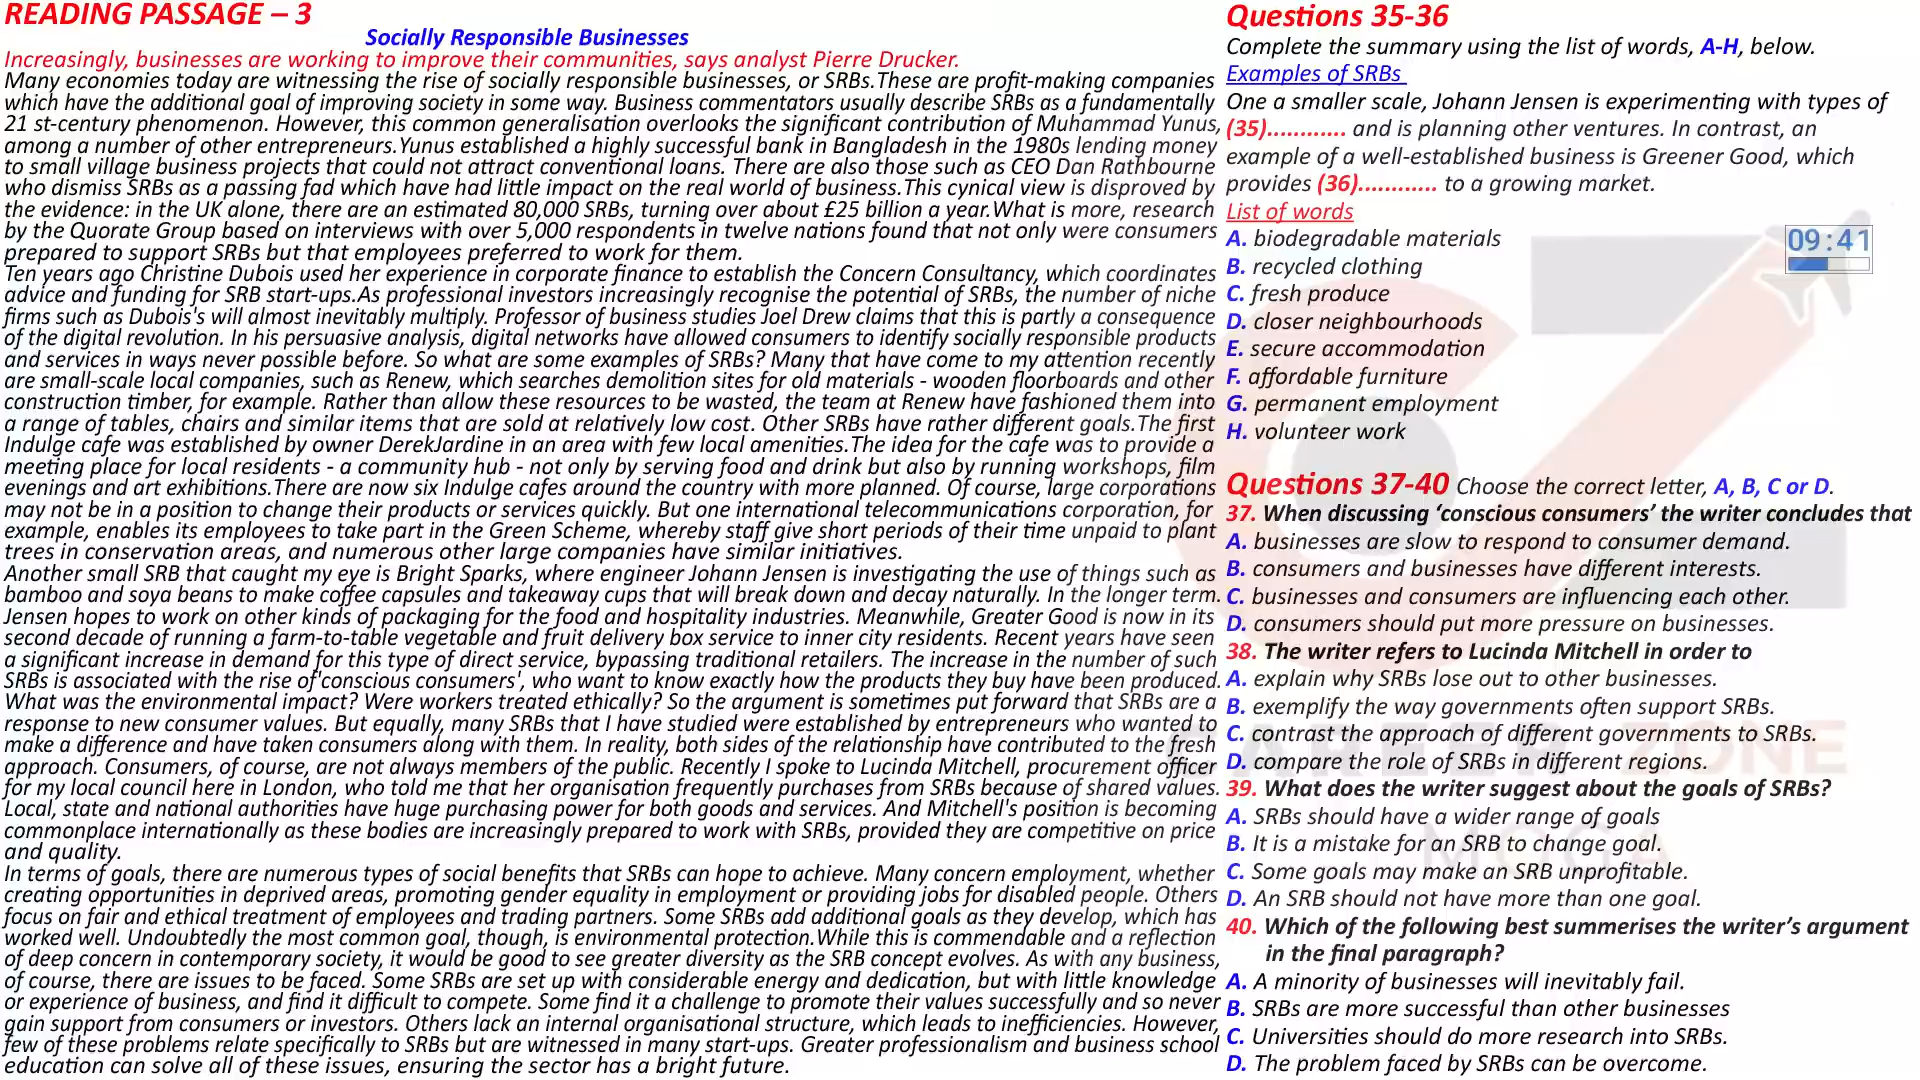 READING PASSAGE – 3
Socially Responsible Businesses
Increasingly, businesses are working to improve their communities, says analyst Pierre Drucker.
Many economies today are witnessing the rise of socially responsible businesses, or SRBs.These are profit-making companies
which have the additional goal of improving society in some way. Business commentators usually describe SRBs as a fundamentally
21 st-century phenomenon. However, this common generalisation overlooks the significant contribution of Muhammad Yunus,
among a number of other entrepreneurs.Yunus established a highly successful bank in Bangladesh in the 1980s lending money
to small village business projects that could not attract conventional loans. There are also those such as CEO Dan Rathbourne
who dismiss SRBs as a passing fad which have had little impact on the real world of business.This cynical view is disproved by
the evidence: in the UK alone, there are an estimated 80,000 SRBs, turning over about £25 billion a year.What is more, research
by the Quorate Group based on interviews with over 5,000 respondents in twelve nations found that not only were consumers
prepared to support SRBs but that employees preferred to work for them.
Ten years ago Christine Dubois used her experience in corporate finance to establish the Concern Consultancy, which coordinates
advice and funding for SRB start-ups.As professional investors increasingly recognise the potential of SRBs, the number of niche
firms such as Dubois's will almost inevitably multiply. Professor of business studies Joel Drew claims that this is partly a consequence
of the digital revolution. In his persuasive analysis, digital networks have allowed consumers to identify socially responsible products
and services in ways never possible before. So what are some examples of SRBs? Many that have come to my attention recently
are small-scale local companies, such as Renew, which searches demolition sites for old materials - wooden floorboards and other
construction timber, for example. Rather than allow these resources to be wasted, the team at Renew have fashioned them into
a range of tables, chairs and similar items that are sold at relatively low cost. Other SRBs have rather different goals.The first
Indulge cafe was established by owner DerekJardine in an area with few local amenities.The idea for the cafe was to provide a
meeting place for local residents - a community hub - not only by serving food and drink but also by running workshops, film
evenings and art exhibitions.There are now six Indulge cafes around the country with more planned. Of course, large corporations
may not be in a position to change their products or services quickly. But one international telecommunications corporation, for
example, enables its employees to take part in the Green Scheme, whereby staff give short periods of their time unpaid to plant
trees in conservation areas, and numerous other large companies have similar initiatives.
Another small SRB that caught my eye is Bright Sparks, where engineer Johann Jensen is investigating the use of things such as
bamboo and soya beans to make coffee capsules and takeaway cups that will break down and decay naturally. In the longer term.
Jensen hopes to work on other kinds of packaging for the food and hospitality industries. Meanwhile, Greater Good is now in its
second decade of running a farm-to-table vegetable and fruit delivery box service to inner city residents. Recent years have seen
a significant increase in demand for this type of direct service, bypassing traditional retailers. The increase in the number of such
SRBs is associated with the rise of'conscious consumers', who want to know exactly how the products they buy have been produced.
What was the environmental impact? Were workers treated ethically? So the argument is sometimes put forward that SRBs are a
response to new consumer values. But equally, many SRBs that I have studied were established by entrepreneurs who wanted to
make a difference and have taken consumers along with them. In reality, both sides of the relationship have contributed to the fresh
approach. Consumers, of course, are not always members of the public. Recently I spoke to Lucinda Mitchell, procurement officer
for my local council here in London, who told me that her organisation frequently purchases from SRBs because of shared values.
Local, state and national authorities have huge purchasing power for both goods and services. And Mitchell's position is becoming
commonplace internationally as these bodies are increasingly prepared to work with SRBs, provided they are competitive on price
and quality.
In terms of goals, there are numerous types of social benefits that SRBs can hope to achieve. Many concern employment, whether
creating opportunities in deprived areas, promoting gender equality in employment or providing jobs for disabled people. Others
focus on fair and ethical treatment of employees and trading partners. Some SRBs add additional goals as they develop, which has
worked well. Undoubtedly the most common goal, though, is environmental protection.While this is commendable and a reflection
of deep concern in contemporary society, it would be good to see greater diversity as the SRB concept evolves. As with any business,
of course, there are issues to be faced. Some SRBs are set up with considerable energy and dedication, but with little knowledge
or experience of business, and find it difficult to compete. Some find it a challenge to promote their values successfully and so never
gain support from consumers or investors. Others lack an internal organisational structure, which leads to inefficiencies. However,
few of these problems relate specifically to SRBs but are witnessed in many start-ups. Greater professionalism and business school
education can solve all of these issues, ensuring the sector has a bright future.
Questions 35-36
Complete the summary using the list of words, A-H, below.
Examples of SRBs
One a smaller scale, Johann Jensen is experimenting with types of
(35)............ and is planning other ventures. In contrast, an
example of a well-established business is Greener Good, which
provides (36)............ to a growing market.
List of words
A. biodegradable materials
B. recycled clothing
C. fresh produce
D. closer neighbourhoods
E. secure accommodation
F. affordable furniture
G. permanent employment
H. volunteer work
09:41
Questions 37-40 Choose the correct letter, A, B, C or D.
37. When discussing ‘conscious consumers’ the writer concludes that
A. businesses are slow to respond to consumer demand.
B. consumers and businesses have different interests.
C. businesses and consumers are influencing each other.
D. consumers should put more pressure on businesses.
38. The writer refers to Lucinda Mitchell in order to
A. explain why SRBs lose out to other businesses.
B. exemplify the way governments often support SRBs.
C. contrast the approach of different governments to SRBs.
D. compare the role of SRBs in different regions.
39. What does the writer suggest about the goals of SRBs?
A. SRBs should have a wider range of goals
B. It is a mistake for an SRB to change goal.
C. Some goals may make an SRB unprofitable.
D. An SRB should not have more than one goal.
40. Which of the following best summerises the writer’s argument
in the final paragraph?
A. A minority of businesses will inevitably fail.
B. SRBs are more successful than other businesses
C. Universities should do more research into SRBs.
D. The problem faced by SRBs can be overcome.
CAREER ZONE
MOGA